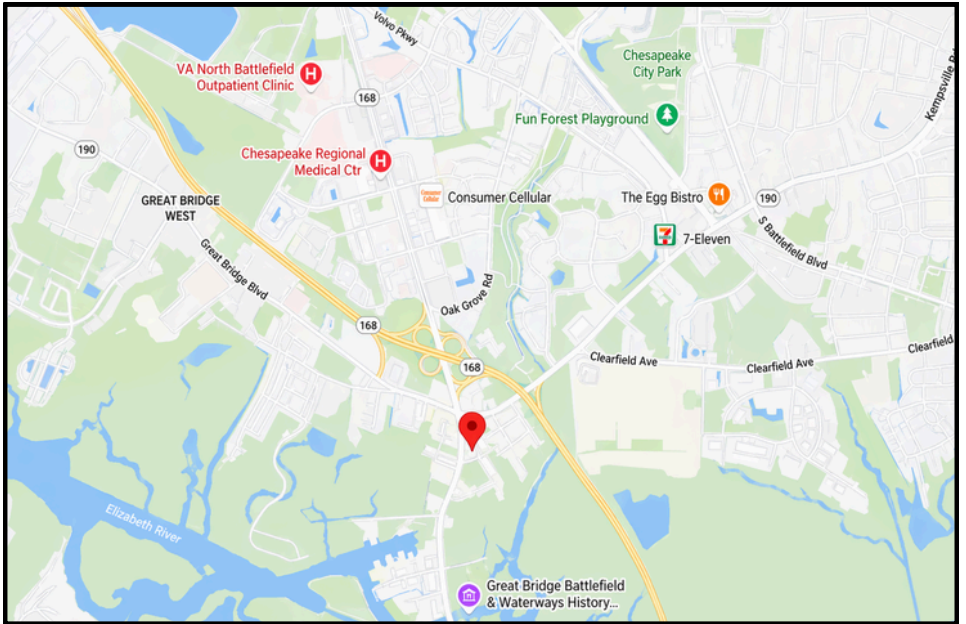 Volvo Pkwy
VA North Battlefield
Outpatient Clinic
H
168
Chesapeake
City Park
Kempsville
Fun Forest Playground
190
Chesapeake Regional
Medical Ctr
H
GREAT BRIDGE
WEST
Consumer
Cellular
Consumer Cellular
The Egg Bistro
190
7
7-Eleven
S Battlefield Blvd
Great Bridge Blvd
Oak Grove Rd
168
168
Clearfield Ave
Clearfield Ave
Clearfield
Elizabeth River
Great Bridge Battlefield
& Waterways History...